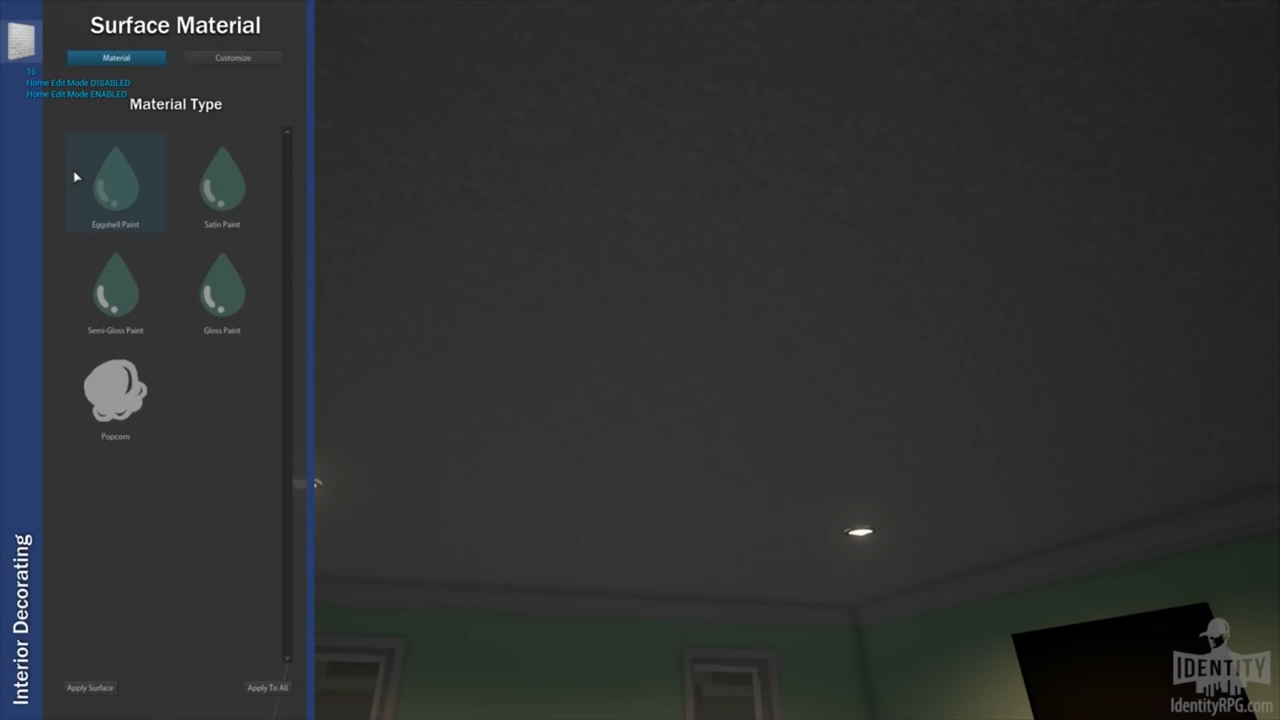 Surface Material
Material
Customize
16
Home Edit Mode DISABLED
Home Edit Mode ENABLED
Material Type
Eggshell Paint
Satin Paint
Semi-Gloss Paint
Gloss Paint
Popcorn
Apply Surface
Apply To All
Interior Decorating
IDENTITY
IdentityRPG.com